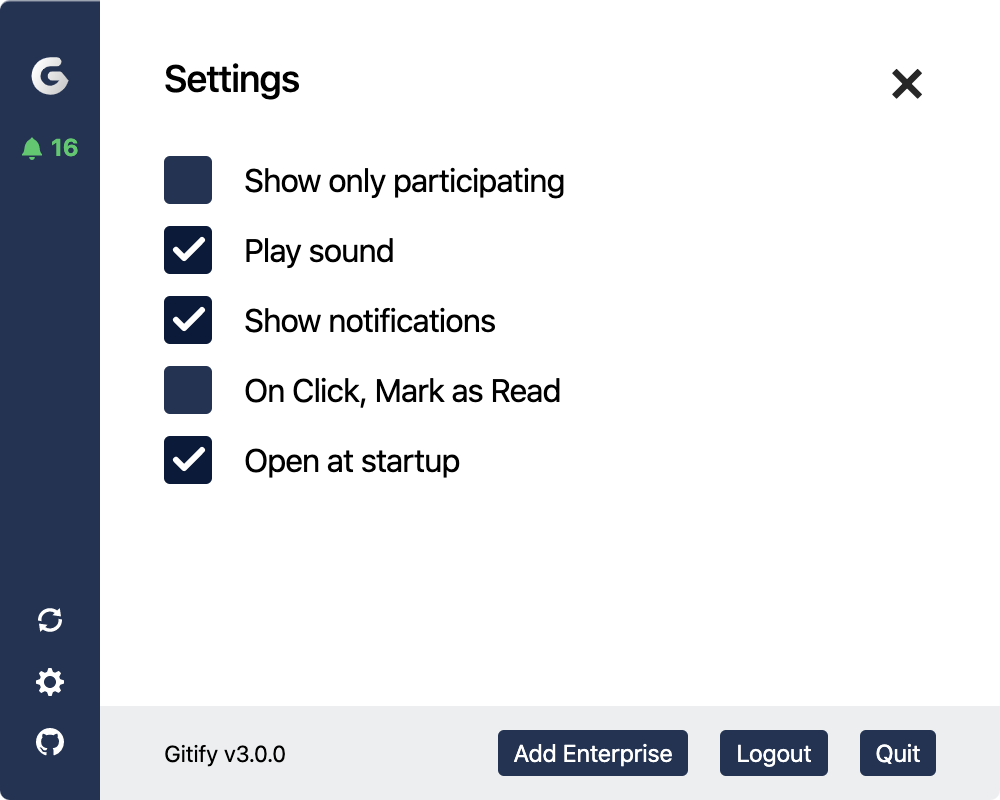 Settings
16
Show only participating
Play sound
Show notifications
On Click, Mark as Read
Open at startup
Gitify v3.0.0
Add Enterprise
Logout
Quit